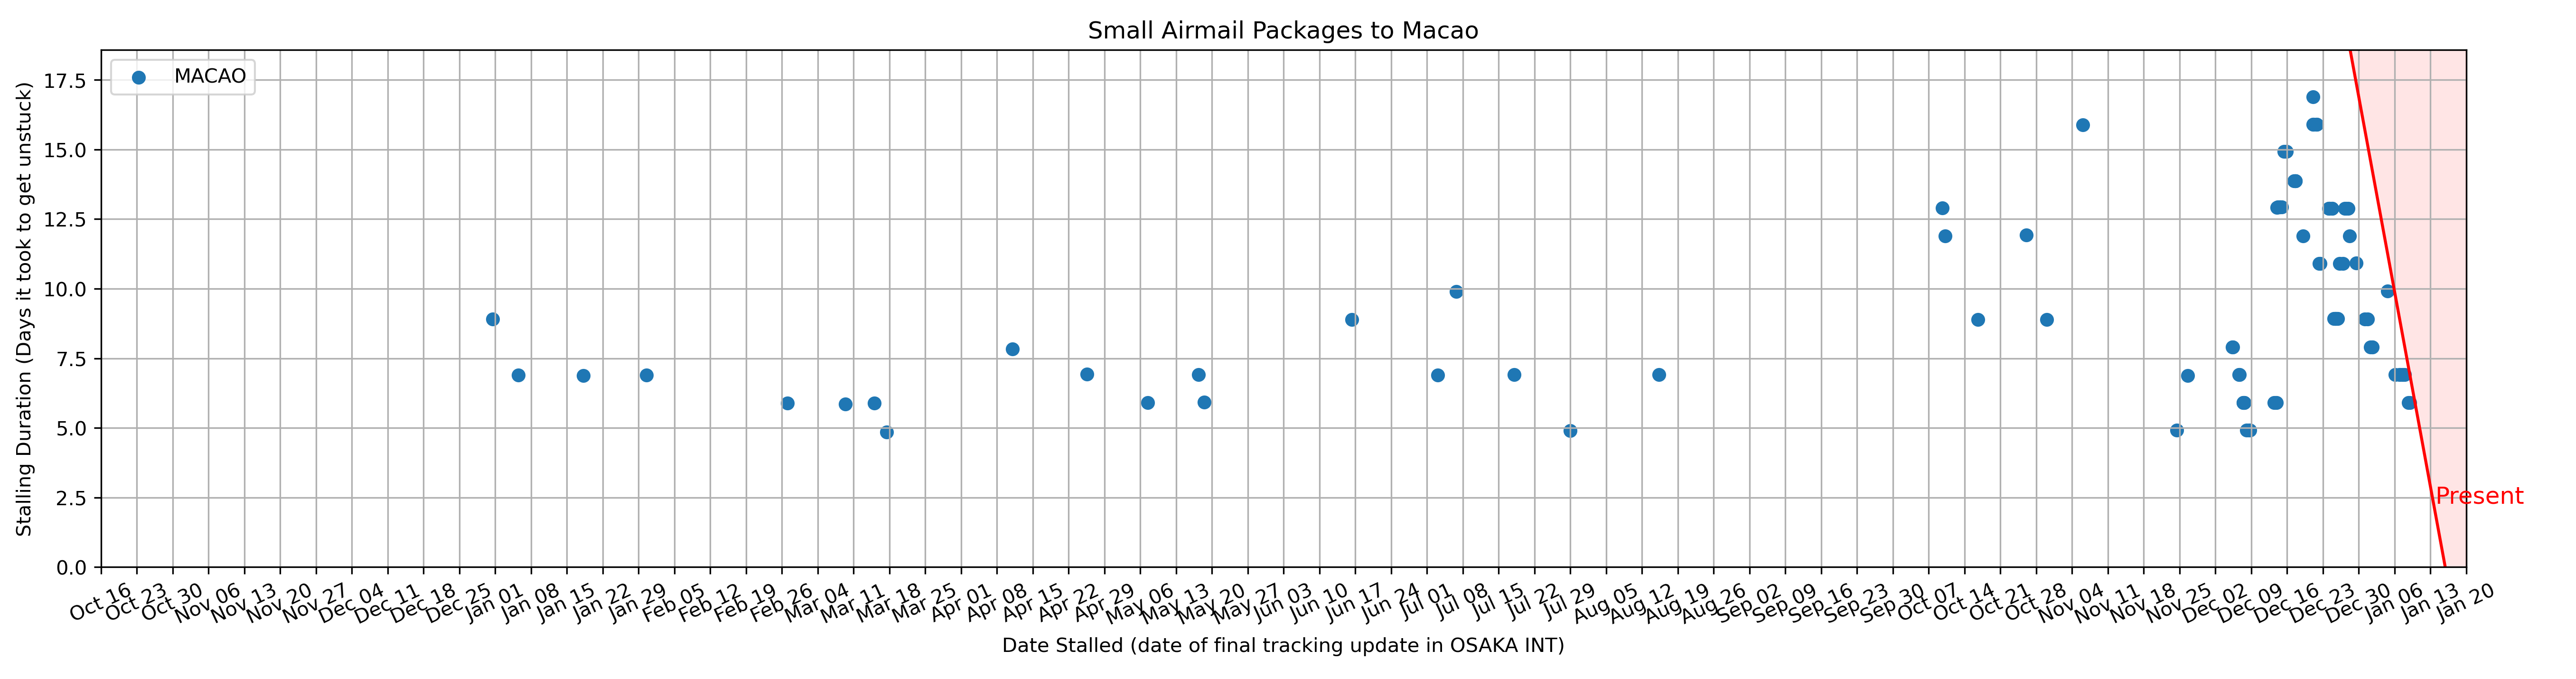 Small Airmail Packages to Macao
MACAO
Stalling Duration (Days it took to get unstuck)
17.5
15.0
12.5
10.0
7.5
5.0
2.5
0.0
Present
Oct 16 Oct 23 Oct 30 Nov 06 Nov 13 Nov 20 Nov 27 Dec 04 Dec 11 Dec 18 Dec 25 Jan 01 Jan 08 Jan 15 Jan 22 Jan 29 Feb 05 Feb 12 Feb 19 Feb 26 Mar 04 Mar 11 Mar 18 Mar 25 Apr 01 Apr 08 Apr 15 Apr 22 Apr 29 May 06 May 13 May 20 May 27 Jun 03 Jun 10 Jun 17 Jun 24 Jul 01 Jul 08 Jul 15 Jul 22 Jul 29 Aug 05 Aug 12 Aug 19 Aug 26 Sep 02 Sep 09 Sep 16 Sep 23 Sep 30 Oct 07 Oct 14 Oct 21 Oct 28 Nov 04 Nov 11 Nov 18 Nov 25 Dec 02 Dec 09 Dec 16 Dec 23 Dec 30 Jan 06 Jan 13 Jan 20
Date Stalled (date of final tracking update in OSAKA INT)